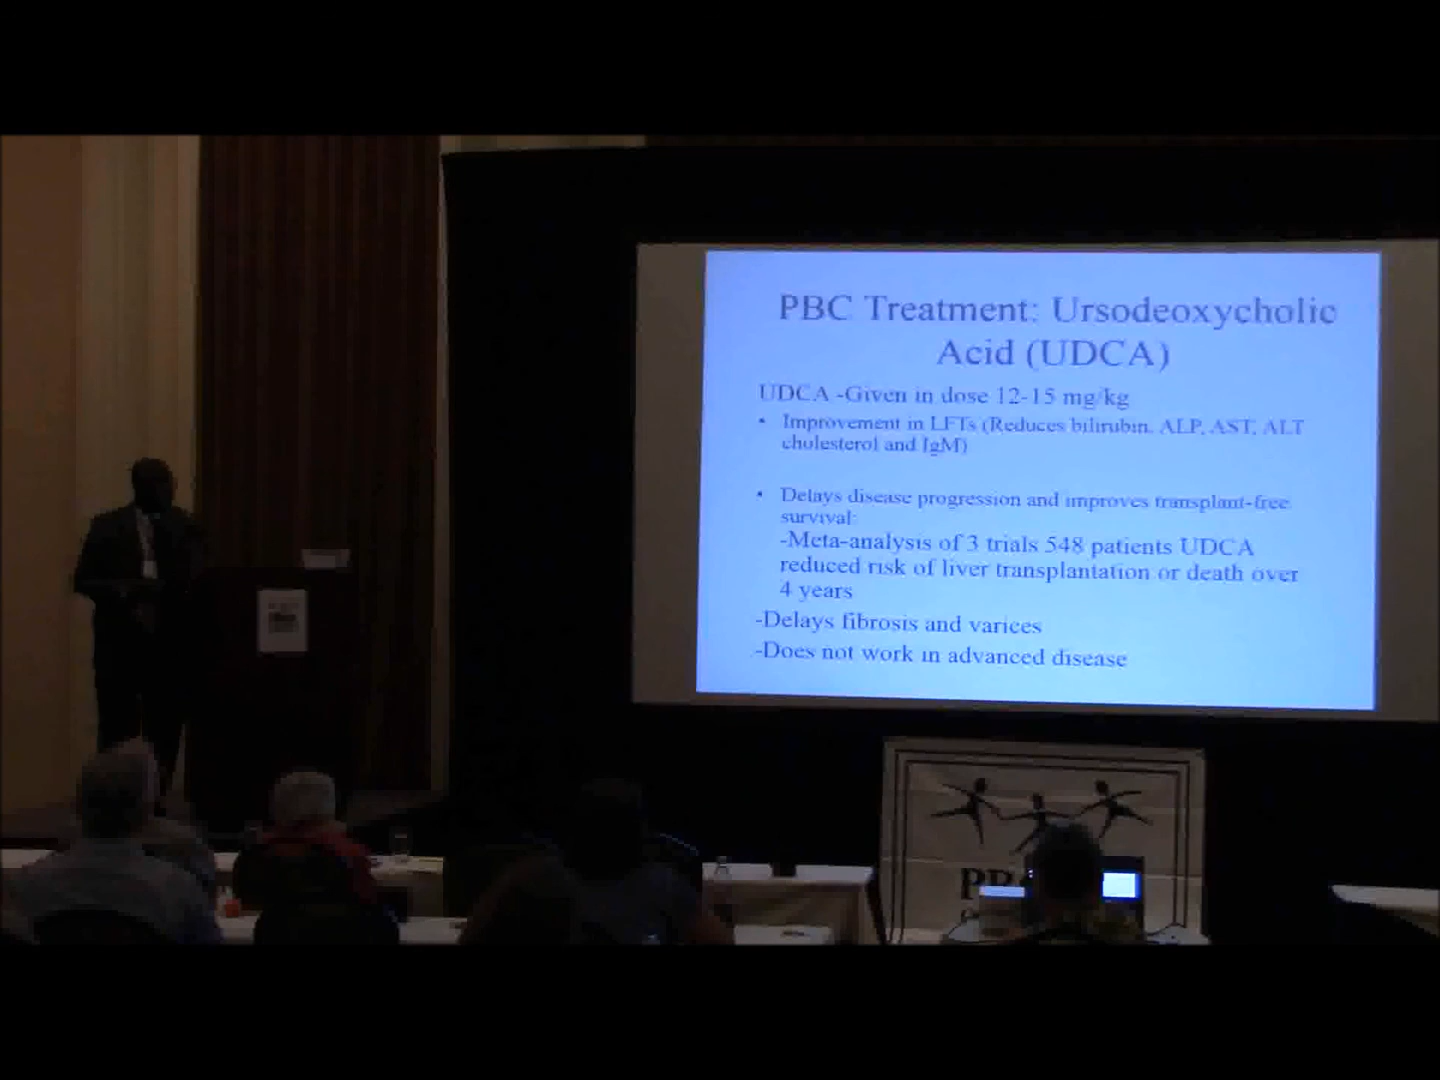 PBC Treatment: Ursodeoxycholic
Acid (UDCA)
UDCA -Given in dose 12-15 mg/kg
• Improvement in LFTs (Reduces bilirubin, ALP, AST, ALT
cholesterol and IgM)
• Delays disease progression and improves transplant-free
survival:
-Meta-analysis of 3 trials 548 patients UDCA
reduced risk of liver transplantation or death over
4 years
-Delays fibrosis and varices
-Does not work in advanced disease